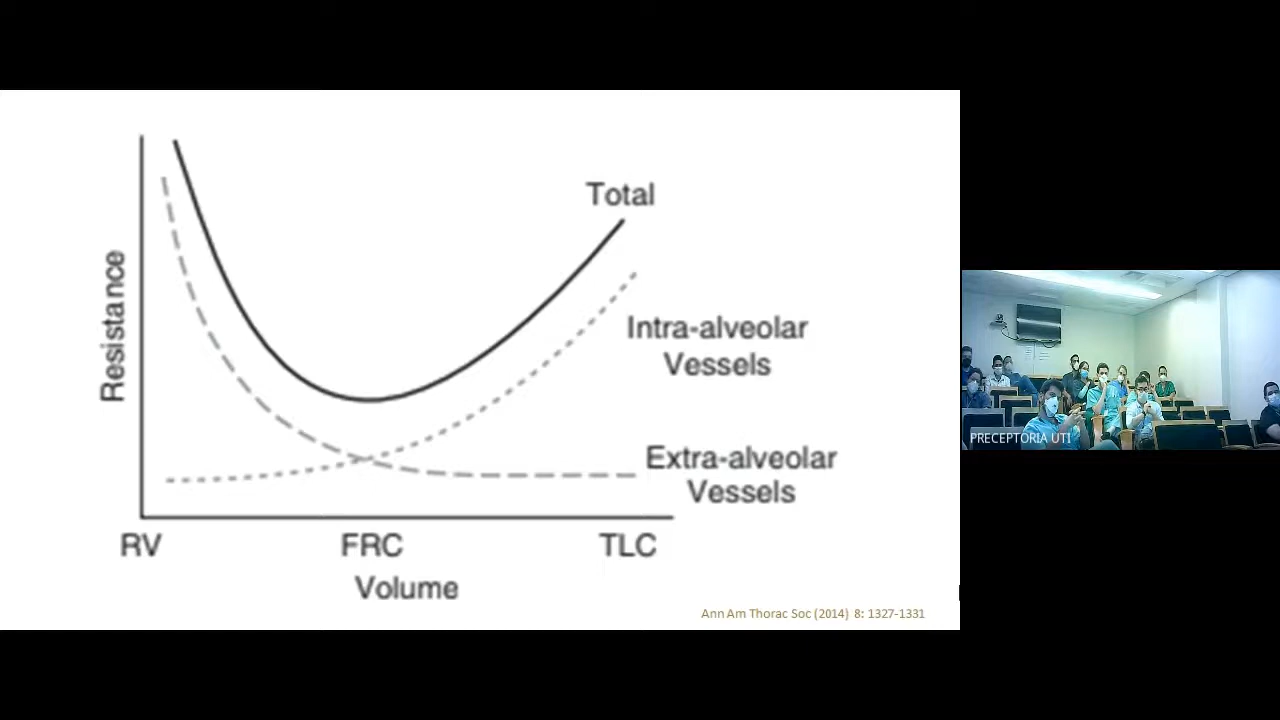 Total
Resistance
Intra-alveolar
Vessels
Extra-alveolar
Vessels
RV FRC TLC
Volume
Ann Am Thorac Soc (2014) 8: 1327-1331
PRECEPTORIA UTI